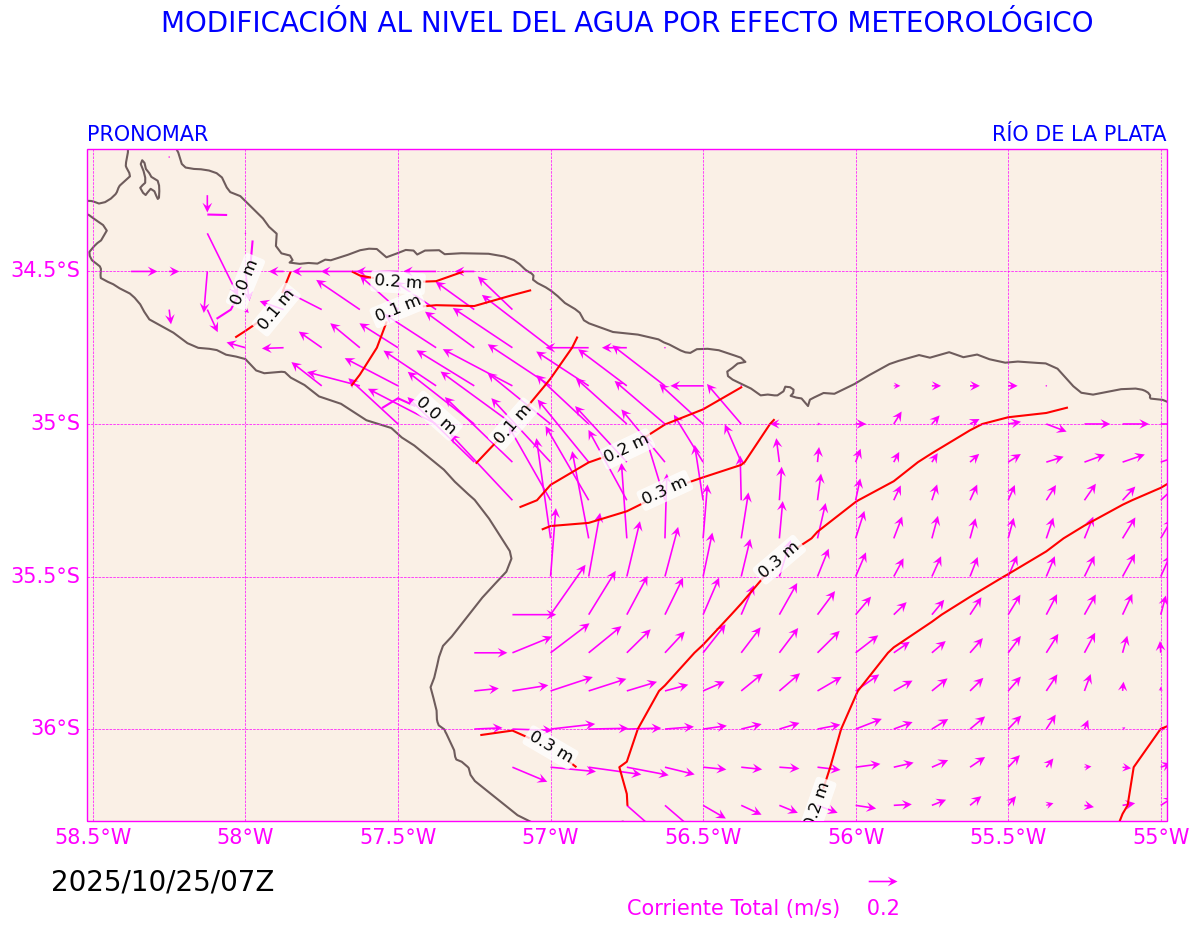 MODIFICACIÓN AL NIVEL DEL AGUA POR EFECTO METEOROLÓGICO
PRONOMAR
RÍO DE LA PLATA
34.5°S
0.0 m
0.1 m
0.2 m
0.1 m
35°S
0.0 m
0.1 m
0.2 m
0.3 m
35.5°S
0.3 m
36°S
0.3 m
0.2 m
58.5°W 58°W 57.5°W 57°W 56.5°W 56°W 55.5°W 55°W
2025/10/25/07Z
Corriente Total (m/s) 0.2